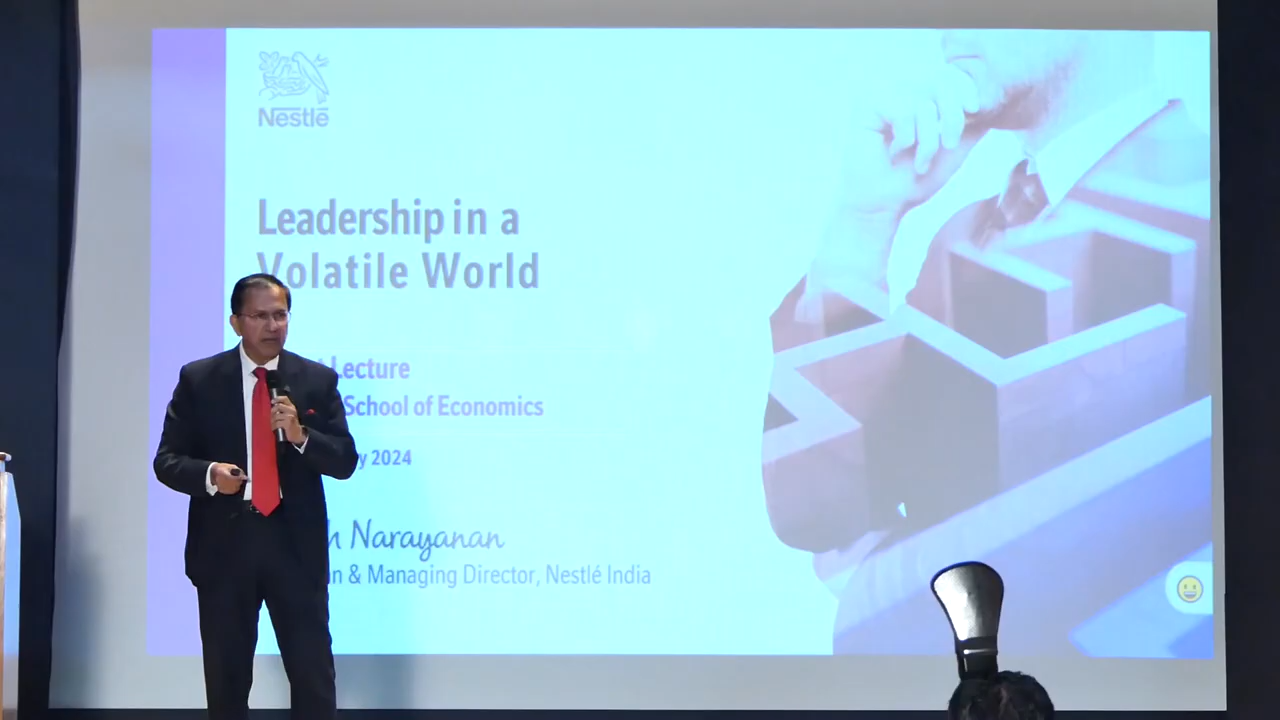 Nestlé
Leadership in a
Volatile World
Lecture
School of Economics
2024
Narayanan
& Managing Director, Nestlé India